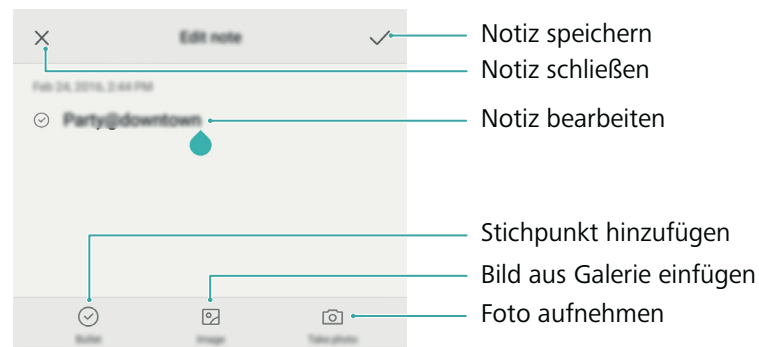 Edit note
Notiz speichern
Notiz schließen
Feb 24, 2016, 2:44 PM
Party@downtown
Notiz bearbeiten
Stichpunkt hinzufügen
Bild aus Galerie einfügen
Foto aufnehmen
Bullet
Image
Take photo